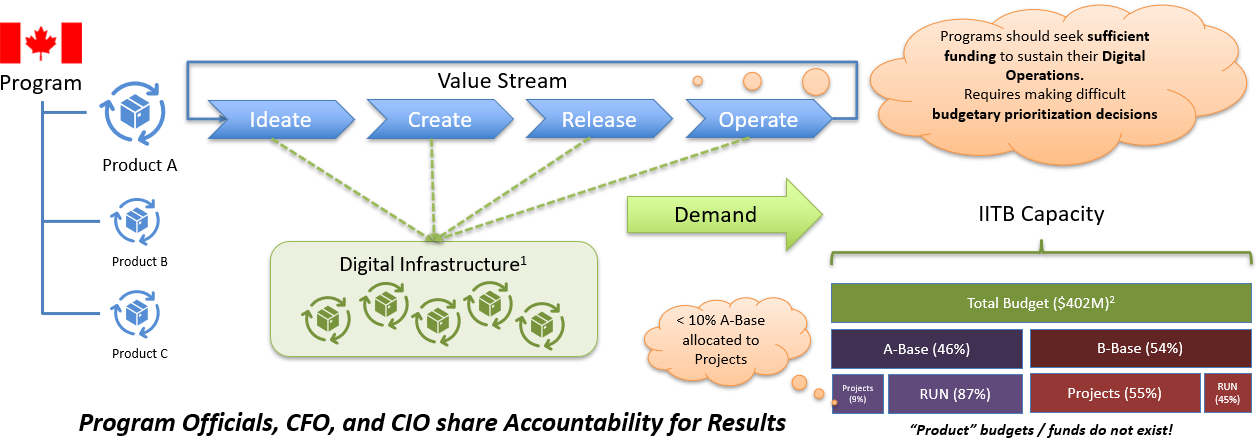 Program
Product A
Product B
Product C
Value Stream
Ideate
Create
Release
Operate
Programs should seek sufficient
funding to sustain their Digital
Operations.
Requires making difficult
budgetary prioritization decisions
Digital Infrastructure1
Demand
IITB Capacity
< 10% A-Base
allocated to
Projects
Total Budget ($402M)2
A-Base (46%)
B-Base (54%)
Projects
(9%)
RUN (87%)
Projects (55%)
RUN
(45%)
Program Officials, CFO, and CIO share Accountability for Results
“Product” budgets / funds do not exist!